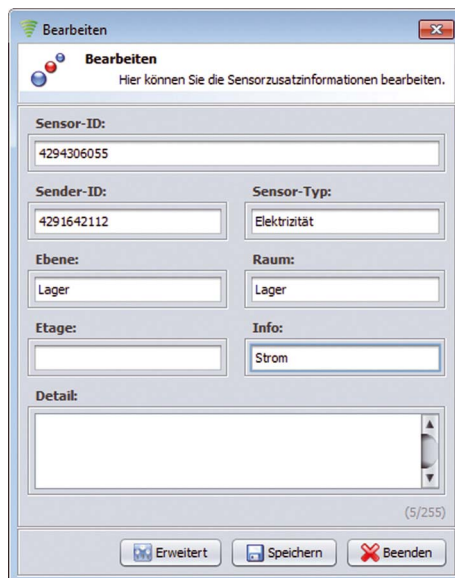 Bearbeiten
Bearbeiten
Hier können Sie die Sensorzusatzinformationen bearbeiten.
Sensor-ID:
4294306055
Sender-ID: Sensor-Typ:
4291642112 Elektrizität
Ebene: Raum:
Lager Lager
Etage: Info:
Strom
Detail:
(5/255)
Erweitert Speichern Beenden